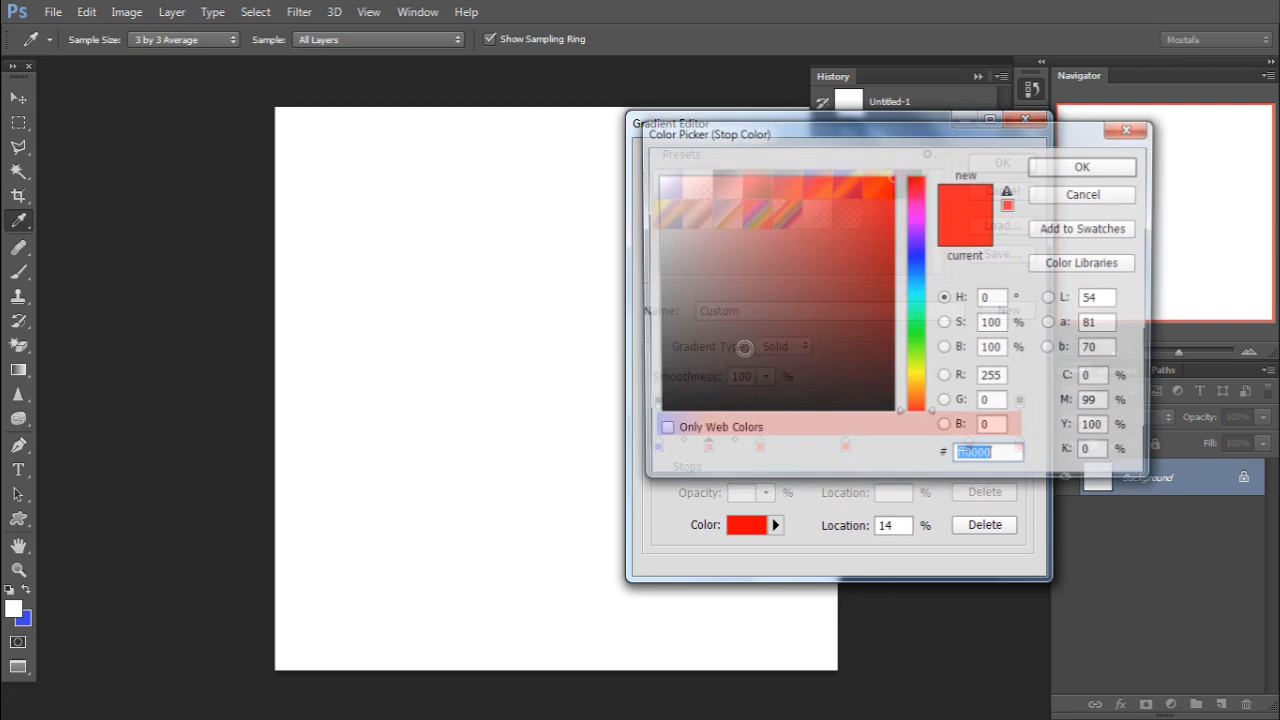 Ps File Edit Image Layer Type Select Filter 3D View Window Help
Sample Size: 3 by 3 Average Sample: All Layers Show Sampling Ring Mostafa
History
Untitled-1
Navigator
Gradient Editor
Color Picker (Stop Color)
Presets
OK
Load...
Save...
new
current
OK
Cancel
Add to Swatches
Color Libraries
Name: Custom New
Gradient Type: Solid
Smoothness: 100 %
H: 0 ° L: 54
S: 100 % a: 81
B: 100 % b: 70
R: 255 C: 0 %
G: 0 M: 99 %
B: 0 Y: 100 %
# ff0000 K: 0 %
Only Web Colors
Stops
Opacity: % Location: % Delete
Color: Location: 14 % Delete
Paths
Opacity: 100%
Fill: 100%
Background